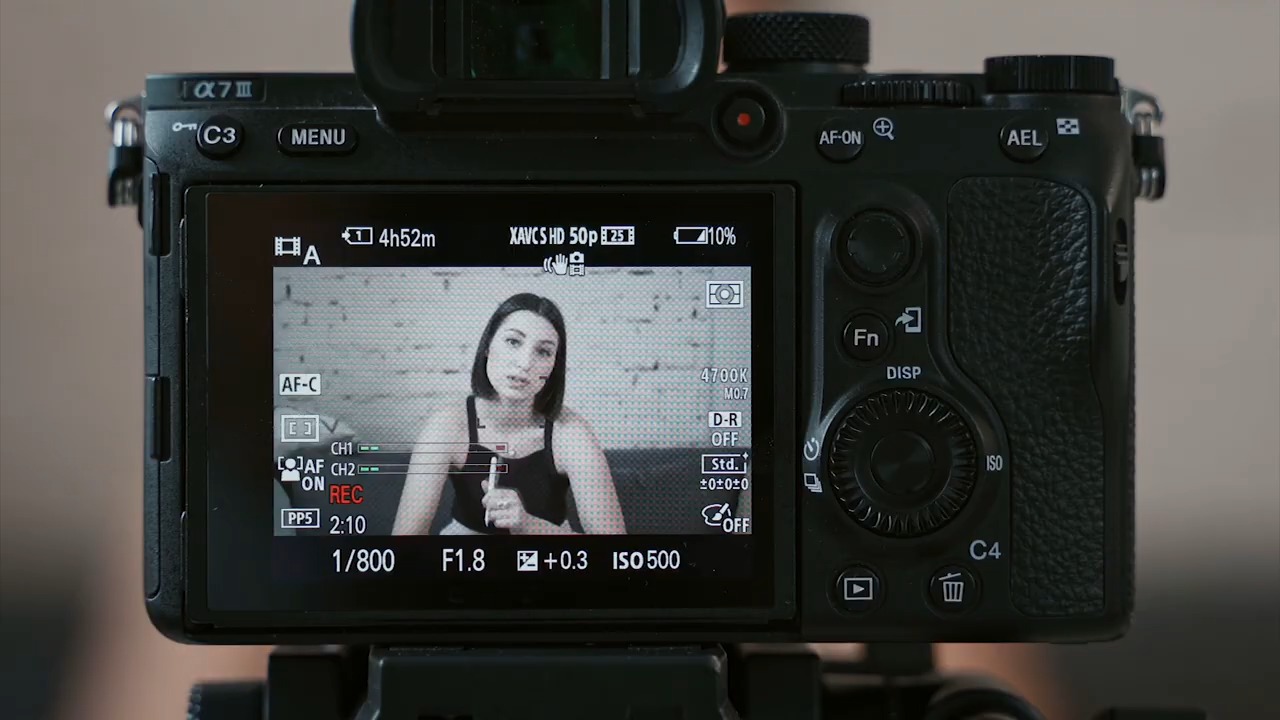 α7III
C3
MENU
AF-ON
AEL
A
1 4h52m
XAVC S HD 50p 25
10%
Fn
DISP
4700K
M0.7
AF-C
D-R
OFF
CH1
CH2
AF
ON
Std.
±0±0±0
ISO
REC
PP5
2:10
OFF
1/800
F1.8
+0.3
ISO 500
C4